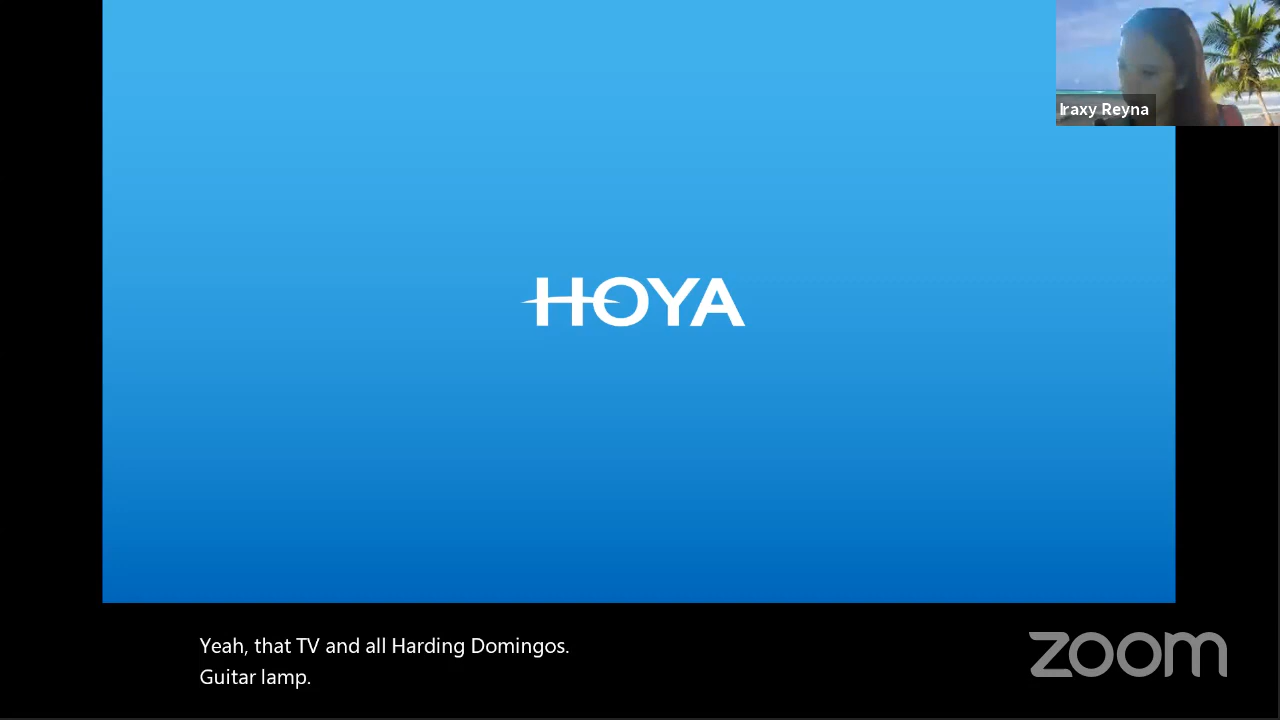 Iraxy Reyna
HOYA
Yeah, that TV and all Harding Domingos.
Guitar lamp.
zoom